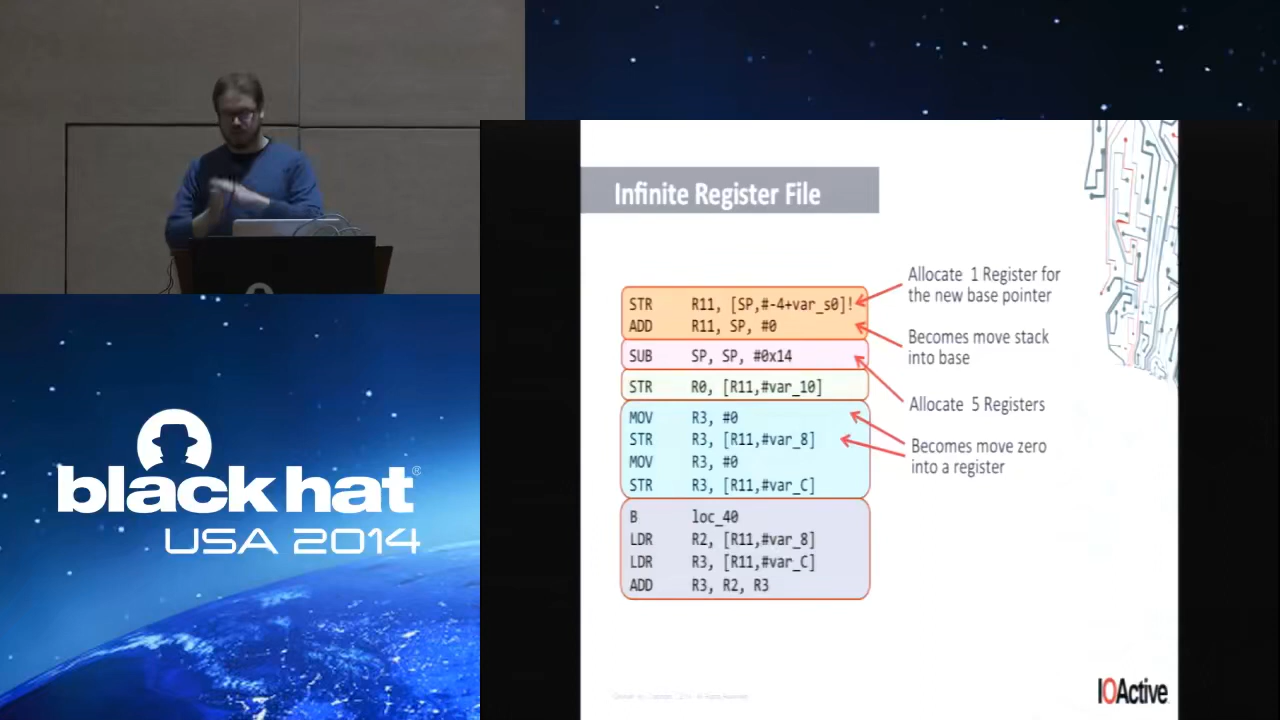 Infinite Register File
STR R11, [SP,#-4+var_s0]!
ADD R11, SP, #0
SUB SP, SP, #0x14
STR R0, [R11,#var_10]
MOV R3, #0
STR R3, [R11,#var_8]
MOV R3, #0
STR R3, [R11,#var_C]
B loc_40
LDR R2, [R11,#var_8]
LDR R3, [R11,#var_C]
ADD R3, R2, R3
Allocate 1 Register for
the new base pointer
Becomes move stack
into base
Allocate 5 Registers
Becomes move zero
into a register
IOActive
black hat®
USA 2014